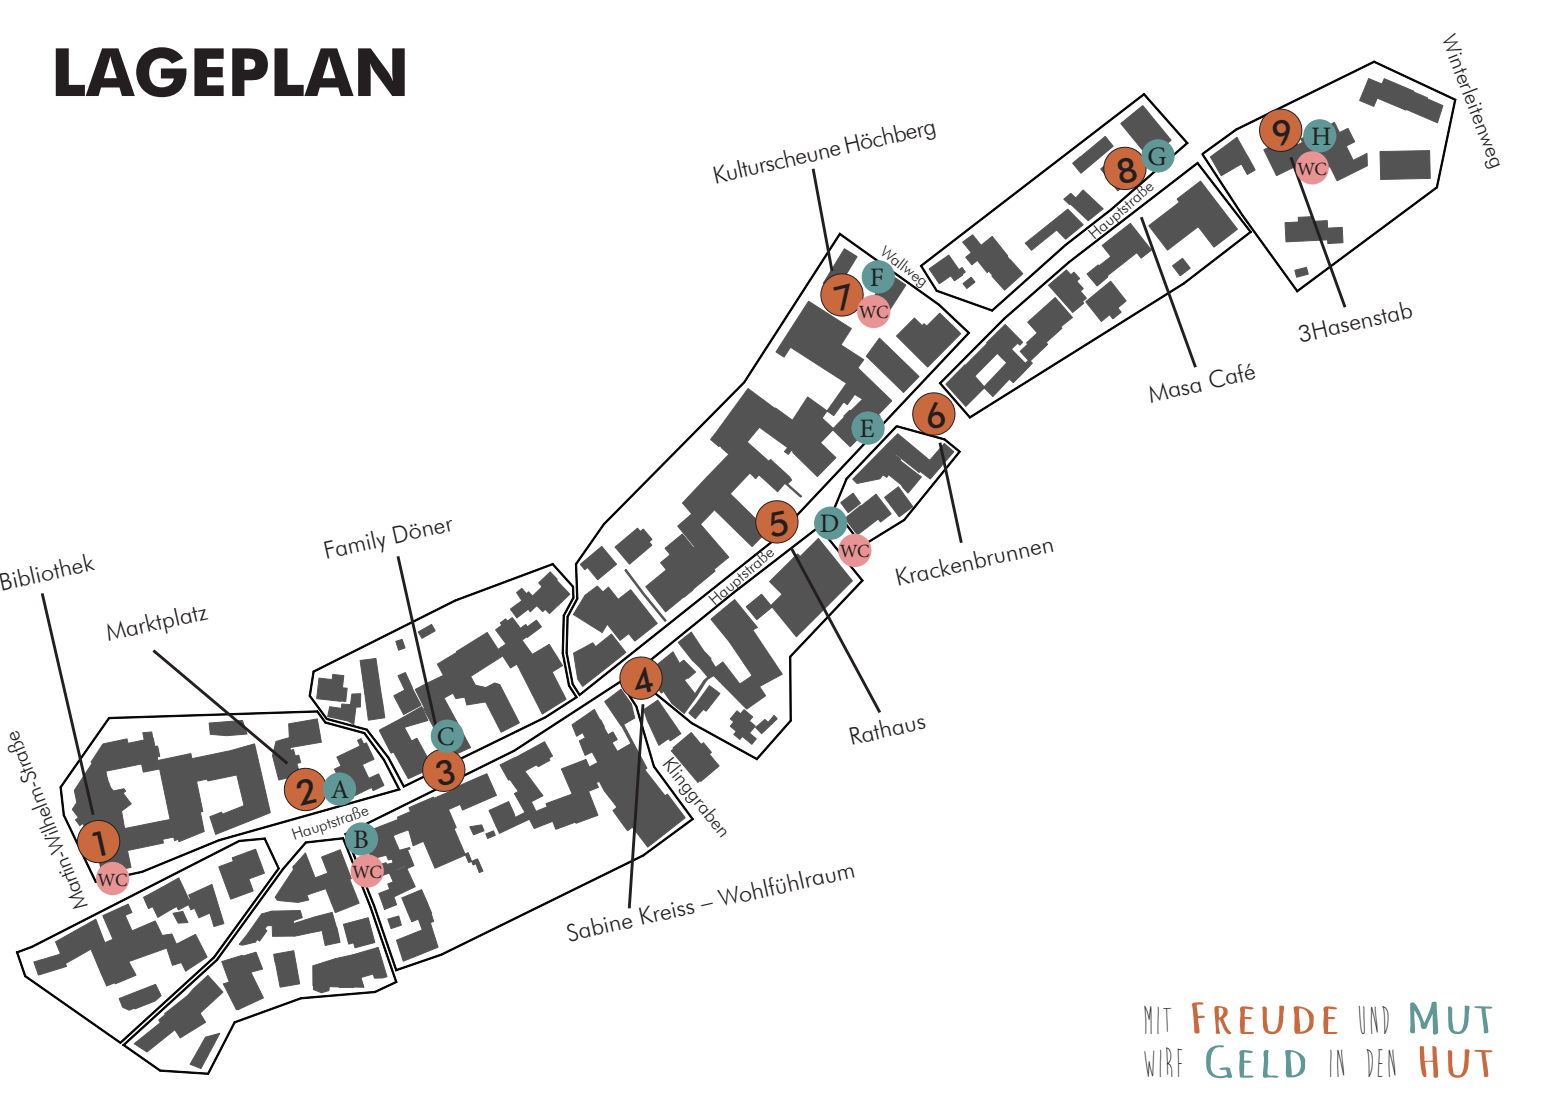 LAGEPLAN
Winterleitenweg
Kulturscheune Höchberg
9
H
WC
8
G
Hauptstraße
Wallweg
7
F
WC
3Hasenstab
Masa Café
6
E
5
D
WC
Krackenbrunnen
Family Döner
Bibliothek
Hauptstraße
Marktplatz
4
Rathaus
C
3
Martin-Wilhelm-Straße
2
A
Klinggraben
Hauptstraße
1
B
WC
WC
Sabine Kreiss – Wohlfühlraum
MIT FREUDE UND MUT
WIRF GELD IN DEN HUT